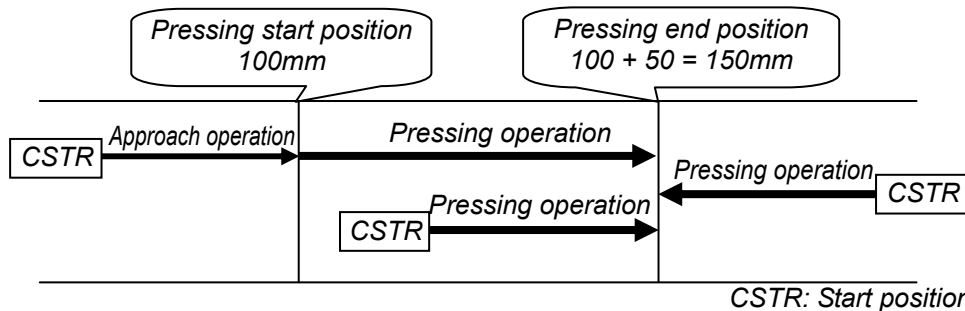 Pressing start position
100mm
Pressing end position
100 + 50 = 150mm
Approach operation
Pressing operation
CSTR
Pressing operation
CSTR
Pressing operation
CSTR
CSTR: Start position